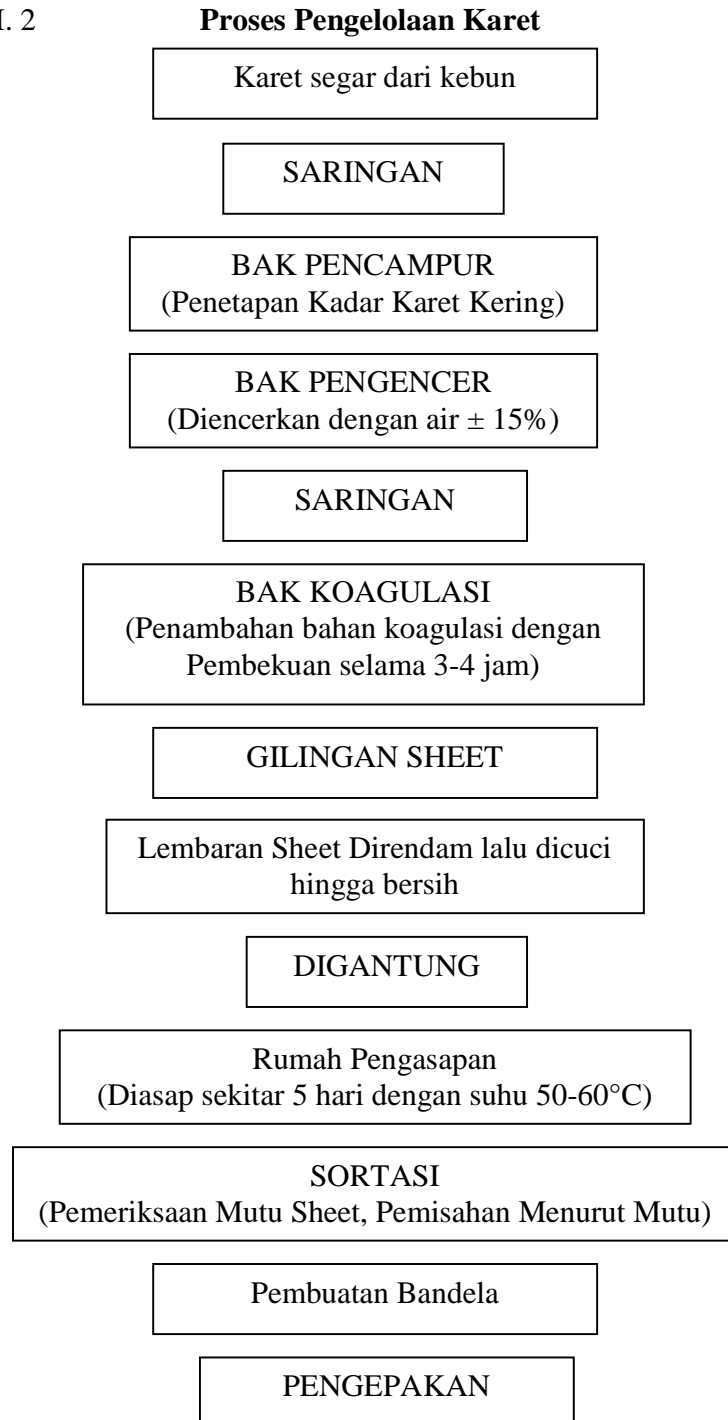 I. 2 Proses Pengelolaan Karet
Karet segar dari kebun
SARINGAN
BAK PENCAMPUR
(Penetapan Kadar Karet Kering)
BAK PENGENCER
(Diencerkan dengan air ± 15%)
SARINGAN
BAK KOAGULASI
(Penambahan bahan koagulasi dengan
Pembekuan selama 3-4 jam)
GILINGAN SHEET
Lembaran Sheet Direndam lalu dicuci
hingga bersih
DIGANTUNG
Rumah Pengasapan
(Diasap sekitar 5 hari dengan suhu 50-60°C)
SORTASI
(Pemeriksaan Mutu Sheet, Pemisahan Menurut Mutu)
Pembuatan Bandela
PENGEPAKAN